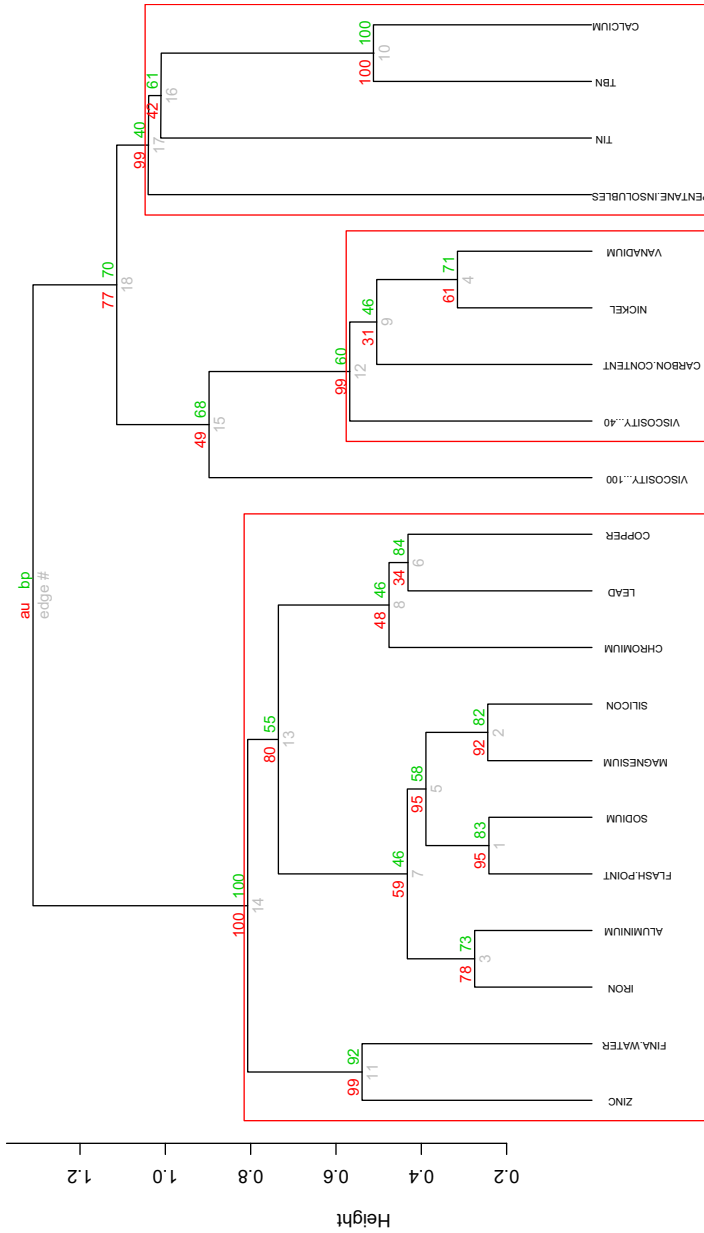 au bp
edge #
70
77
18
40
99
17
61
42
16
100
100
10
68
49
15
60
99
12
46
31
9
71
61
4
100
100
14
55
80
13
46
48
8
84
34
6
46
59
7
58
95
5
82
92
2
83
95
1
73
78
3
92
99
11
CALCIUM
TBN
TIN
PENTANE.INSOLUBLES
VANADIUM
NICKEL
CARBON.CONTENT
VISCOSITY...40
VISCOSITY...100
COPPER
LEAD
CHROMIUM
SILICON
MAGNESIUM
SODIUM
FLASH.POINT
ALUMINIUM
IRON
FINA.WATER
ZINC
1.2
1.0
0.8
0.6
0.4
0.2
Height